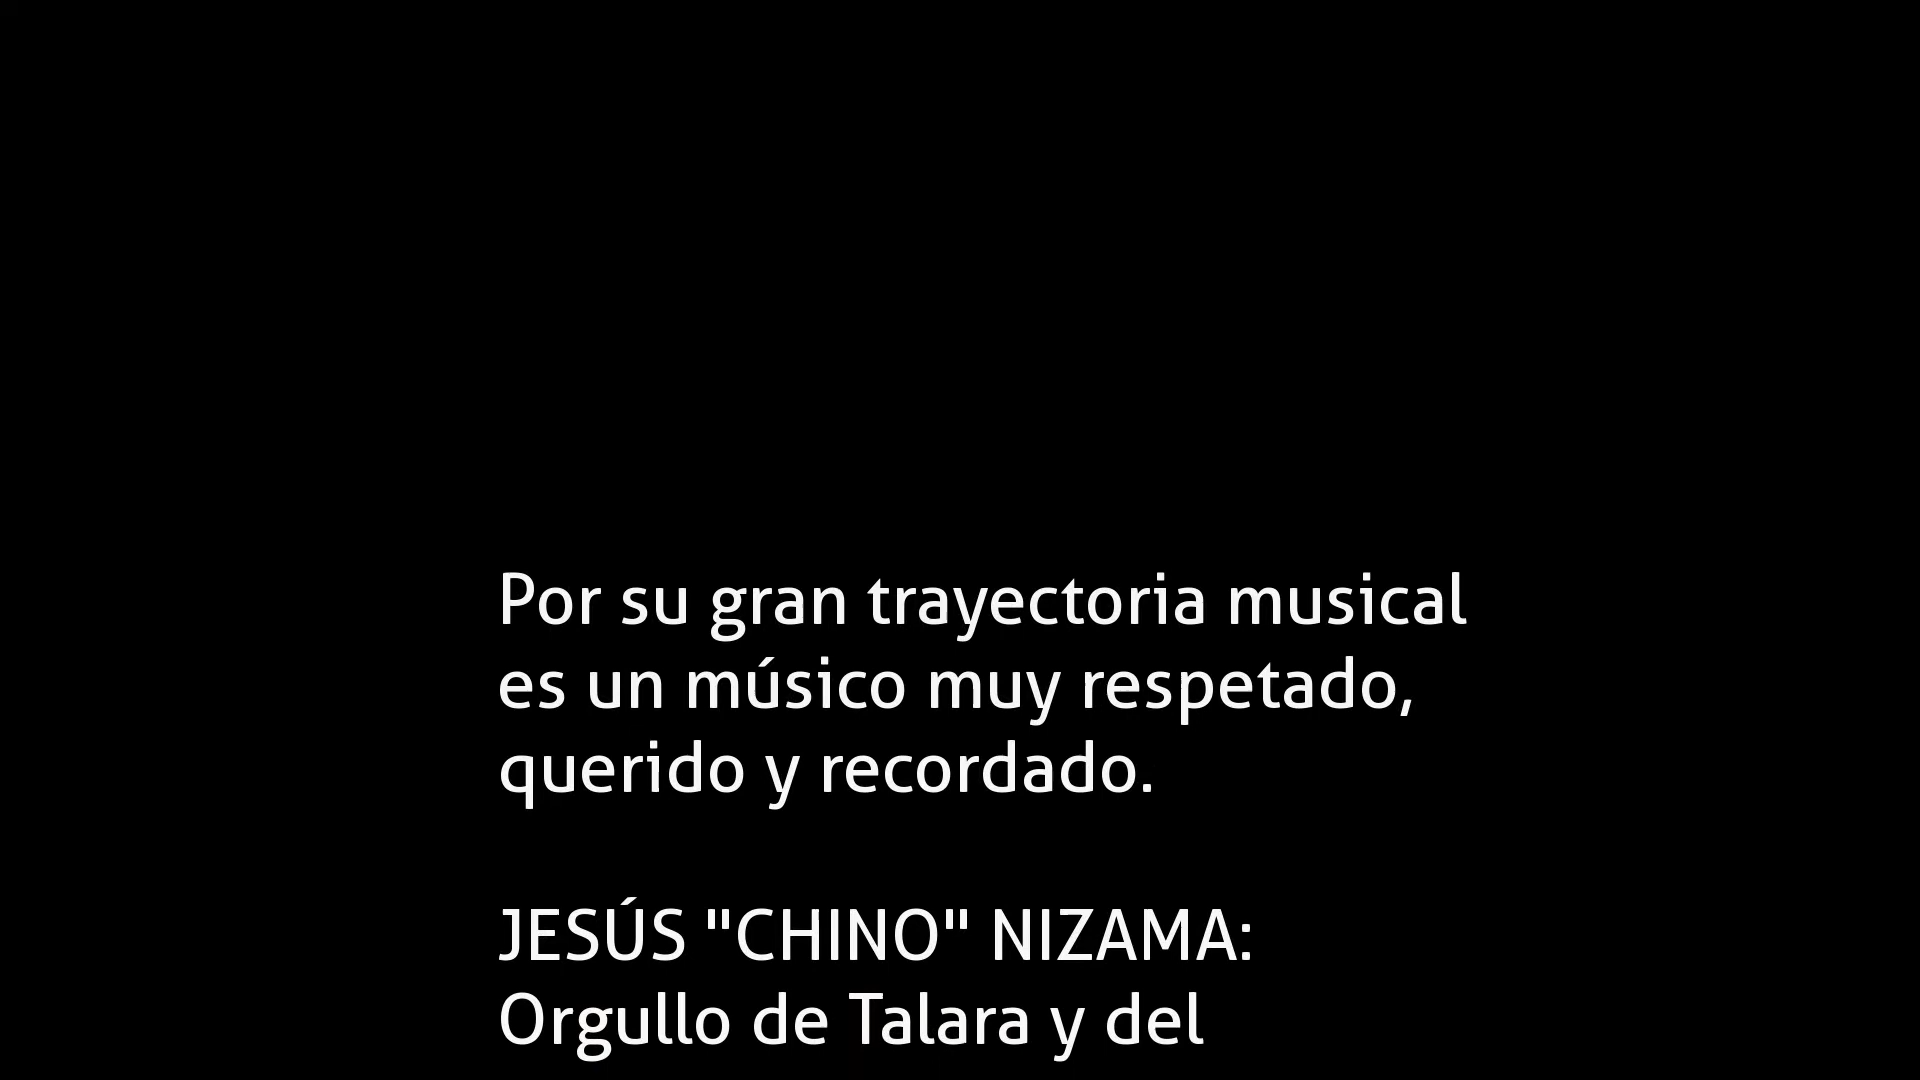 Por su gran trayectoria musical
es un músico muy respetado,
querido y recordado.
JESÚS "CHINO" NIZAMA:
Orgullo de Talara y del